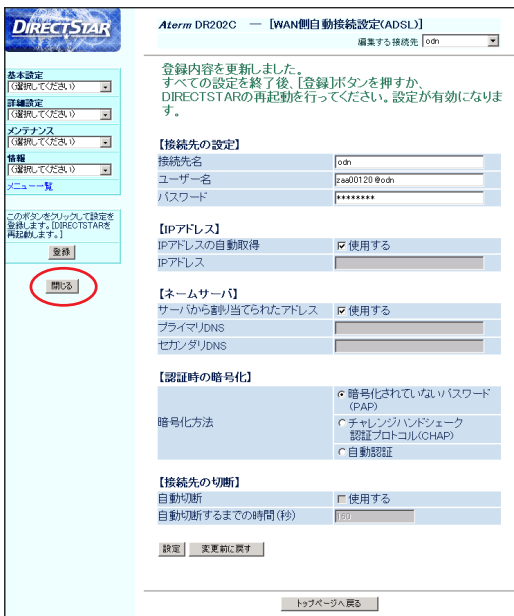 DIRECTSTAR
基本設定
(選択してください)
詳細設定
(選択してください)
メンテナンス
(選択してください)
情報
(選択してください)
メニュー一覧
このボタンをクリックして設定を
登録します。[DIRECTSTARを
再起動します。]
登録
閉じる
Aterm DR202C ― [WAN側自動接続設定(ADSL)]
編集する接続先 odn
登録内容を更新しました。
すべての設定を終了後、[登録]ボタンを押すか、
DIRECTSTARの再起動を行ってください。設定が有効になりま
す。
【接続先の設定】
接続先名 odn
ユーザー名 zaa00120@odn
パスワード ********
【IPアドレス】
IPアドレスの自動取得 使用する
IPアドレス
【ネームサーバ】
サーバから割り当てられたアドレス 使用する
プライマリDNS
セカンダリDNS
【認証時の暗号化】
暗号化方法
暗号化されていないパスワード
(PAP)
チャレンジハンドシェーク
認証プロトコル(CHAP)
自動認証
【接続先の切断】
自動切断 使用する
自動切断するまでの時間(秒) 160
設定 変更前に戻す
トップページへ戻る